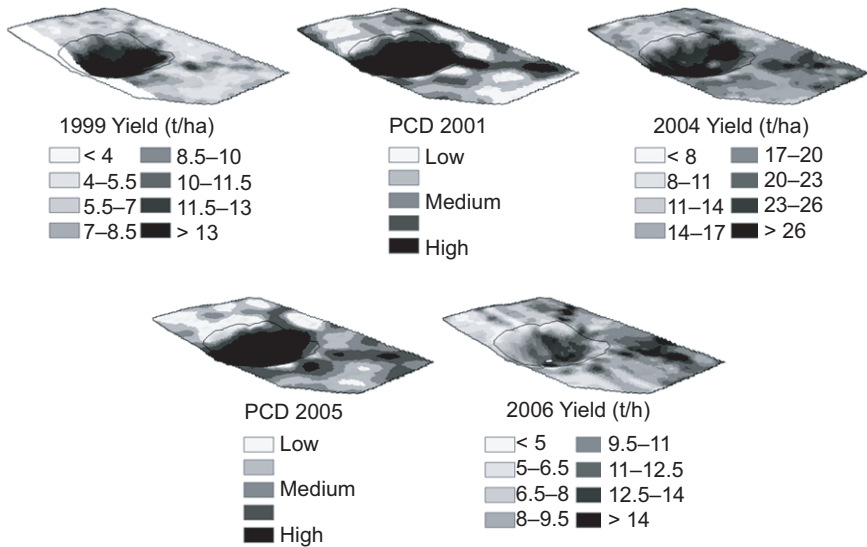 1999 Yield (t/ha)
< 4
8.5–10
4–5.5
10–11.5
5.5–7
11.5–13
7–8.5
> 13
PCD 2001
Low
Medium
High
2004 Yield (t/ha)
< 8
17–20
8–11
20–23
11–14
23–26
14–17
> 26
PCD 2005
Low
Medium
High
2006 Yield (t/h)
< 5
9.5–11
5–6.5
11–12.5
6.5–8
12.5–14
8–9.5
> 14